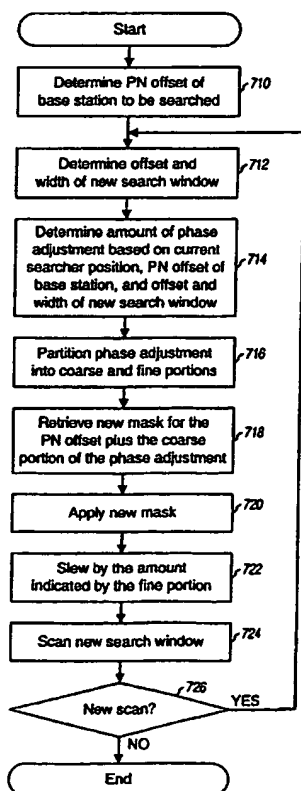 Start
Determine PN offset of
base station to be searched
710
Determine offset and
width of new search window
712
Determine amount of phase
adjustment based on current
searcher position, PN offset of
base station, and offset and
width of new search window
714
Partition phase adjustment
into coarse and fine portions
716
Retrieve new mask for the
PN offset plus the coarse
portion of the phase adjustment
718
Apply new mask
720
Slew by the amount
indicated by the fine portion
722
Scan new search window
724
726
New scan?
YES
NO
End